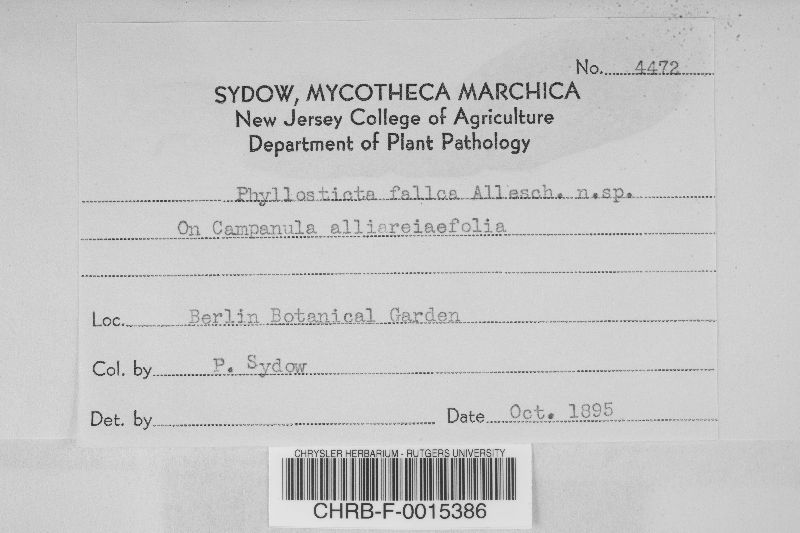 No. 4472
SYDOW, MYCOTHECA MARCHICA
New Jersey College of Agriculture
Department of Plant Pathology
Phyllosticta fallca Allesch. n.sp.
On Campanula alliareiaefolia
Loc. Berlin Botanical Garden
Col. by P. Sydow
Det. by
Date Oct. 1895
CHRYSLER HERBARIUM - RUTGERS UNIVERSITY
CHRB-F-0015386